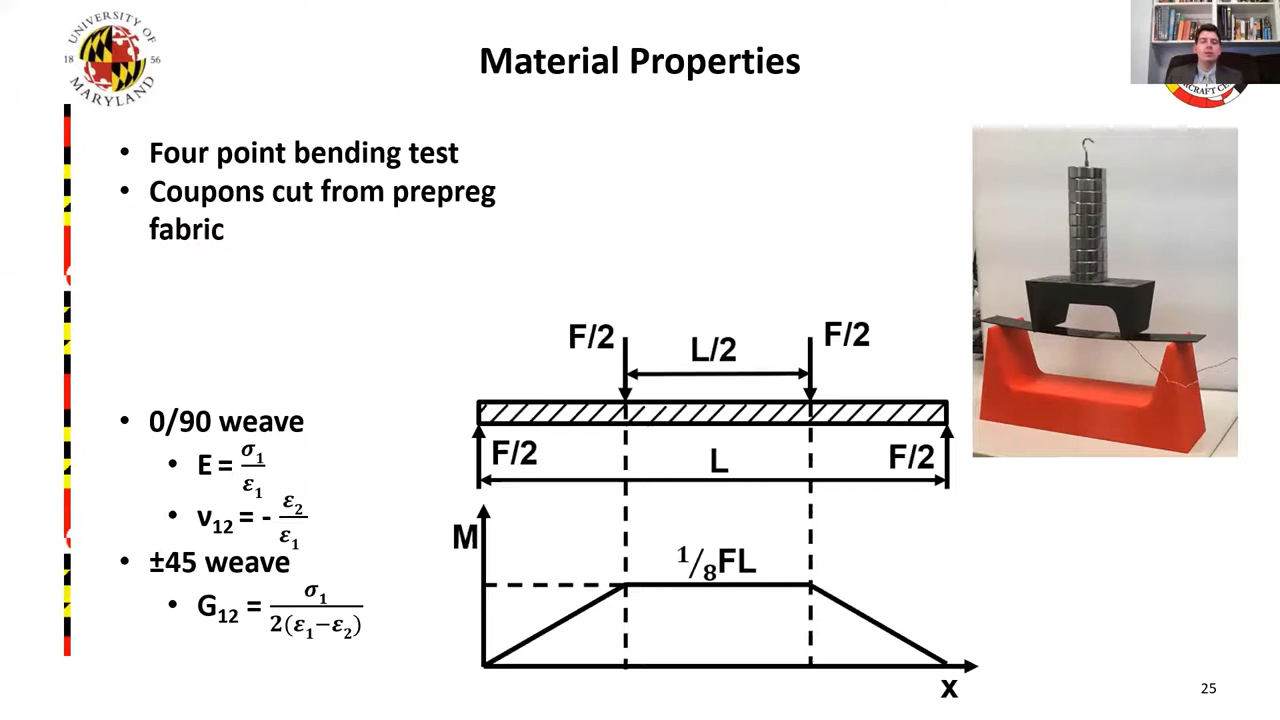 UNIVERSITY OF
18 56
MARYLAND
Material Properties
RCRAFT CE
• Four point bending test
• Coupons cut from prepreg
fabric
F/2
L/2
F/2
F/2
L
F/2
M
⅛FL
x
• 0/90 weave
• E = σ₁/ε₁
• ν₁₂ = - ε₂/ε₁
• ±45 weave
• G₁₂ = σ₁/2(ε₁−ε₂)
25